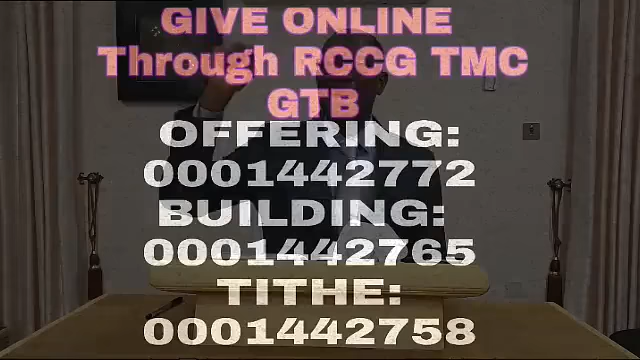 GIVE ONLINE
Through RCCG TMC
GTB
OFFERING:
0001442772
BUILDING:
0001442765
TITHE:
0001442758